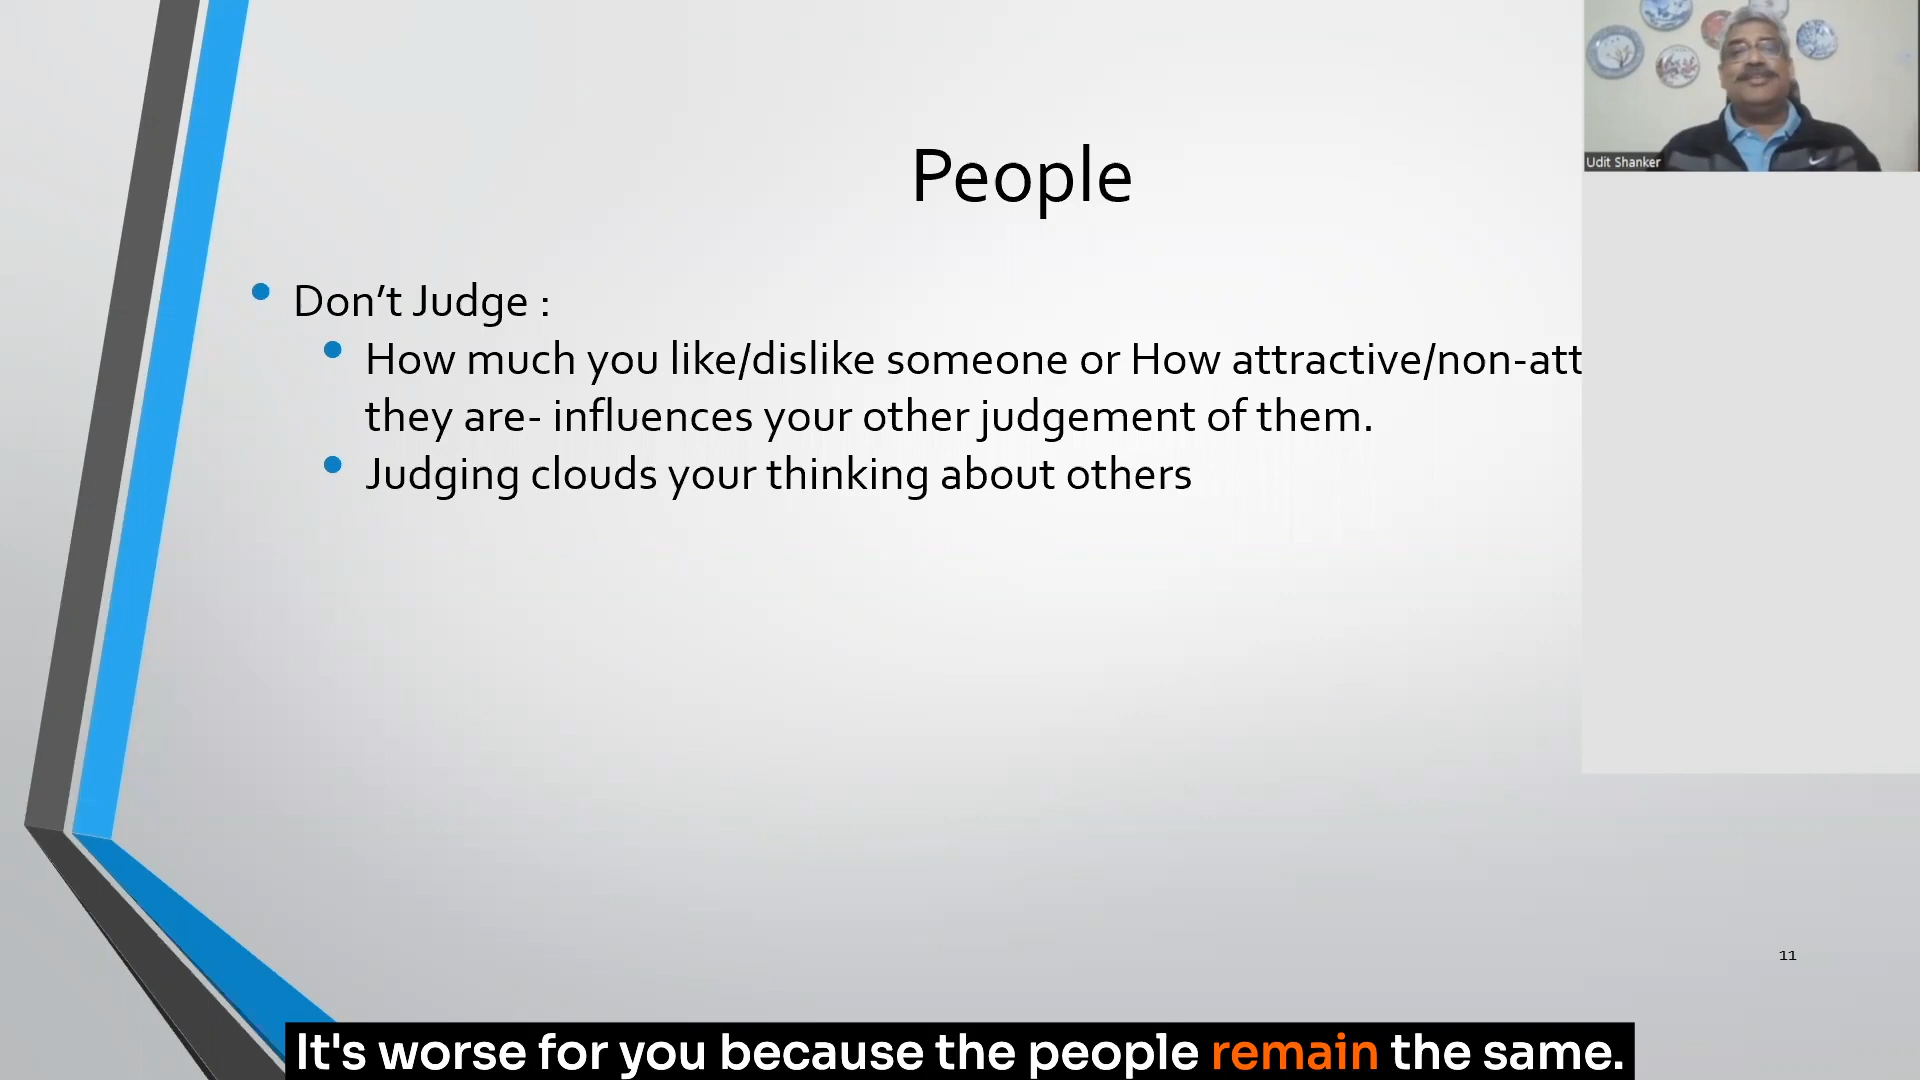 People
Udit Shanker
Don’t Judge :
How much you like/dislike someone or How attractive/non-att
they are- influences your other judgement of them.
Judging clouds your thinking about others
11
It's worse for you because the people remain the same.